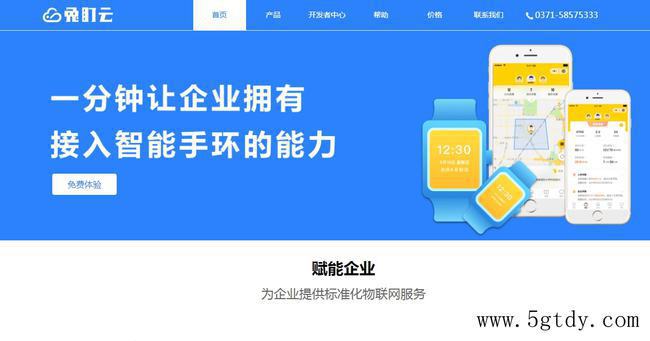 兔盯云
首页
产品
开发者中心
帮助
价格
联系我们
0371-58575333
一分钟让企业拥有
接入智能手环的能力
免费体验
12:30
12:30
赋能企业
为企业提供标准化物联网服务
www.5gtdy.com